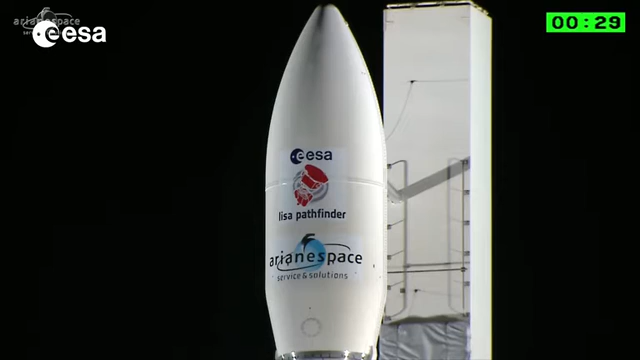 arianespace
esa
00:29
esa
lisa pathfinder
arianespace
service & solutions